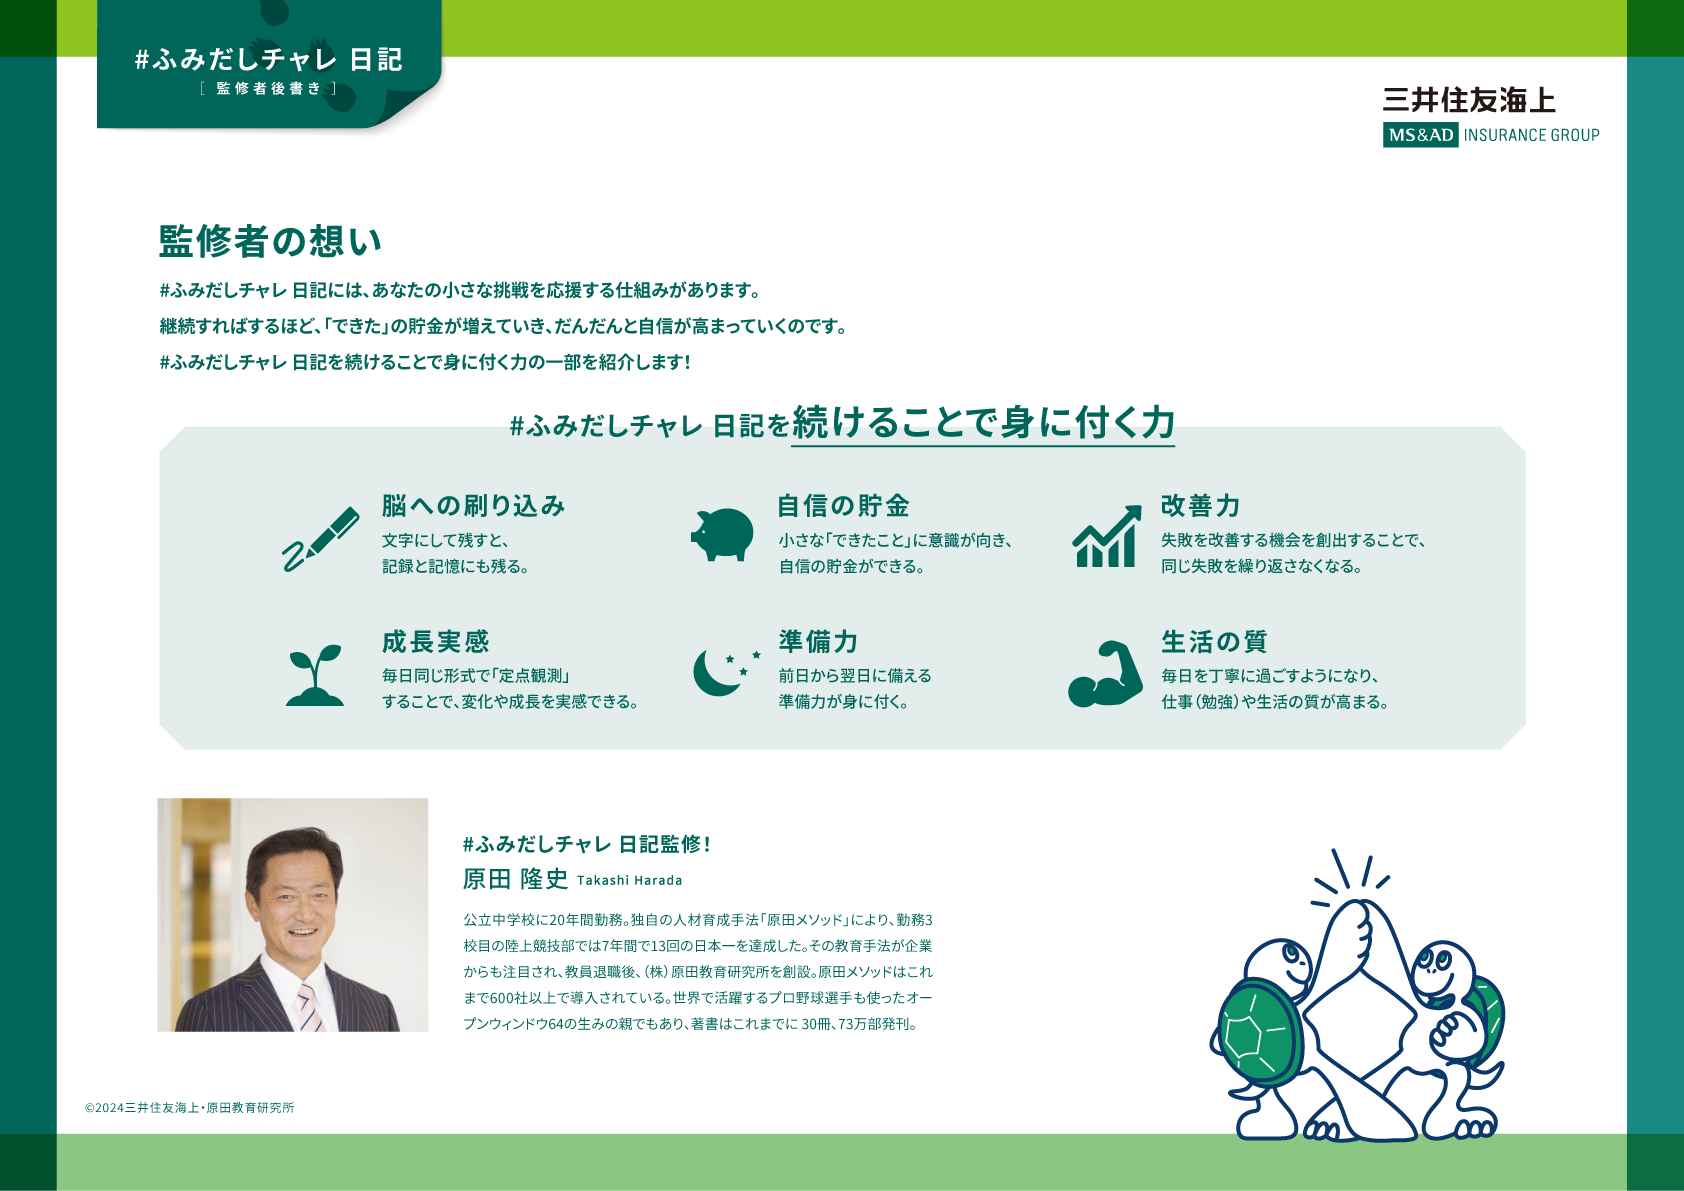 #ふみだしチャレ 日記
［ 監修者後書き ］
三井住友海上
MS&AD INSURANCE GROUP
監修者の想い
#ふみだしチャレ 日記には、あなたの小さな挑戦を応援する仕組みがあります。
継続すればするほど、「できた」の貯金が増えていき、だんだんと自信が高まっていくのです。
#ふみだしチャレ 日記を続けることで身に付く力の一部を紹介します！
#ふみだしチャレ 日記を続けることで身に付く力
脳への刷り込み
文字にして残すと、
記録と記憶にも残る。
自信の貯金
小さな「できたこと」に意識が向き、
自信の貯金ができる。
改善力
失敗を改善する機会を創出することで、
同じ失敗を繰り返さなくなる。
成長実感
毎日同じ形式で「定点観測」
することで、変化や成長を実感できる。
準備力
前日から翌日に備える
準備力が身に付く。
生活の質
毎日を丁寧に過ごすようになり、
仕事（勉強）や生活の質が高まる。
#ふみだしチャレ 日記監修！
原田 隆史 Takashi Harada
公立中学校に20年間勤務。独自の人材育成手法「原田メソッド」により、勤務3
校目の陸上競技部では7年間で13回の日本一を達成した。その教育手法が企業
からも注目され、教員退職後、（株）原田教育研究所を創設。原田メソッドはこれ
まで600社以上で導入されている。世界で活躍するプロ野球選手も使ったオー
プンウィンドウ64の生みの親でもあり、著書はこれまでに 30冊、73万部発刊。
©2024三井住友海上・原田教育研究所